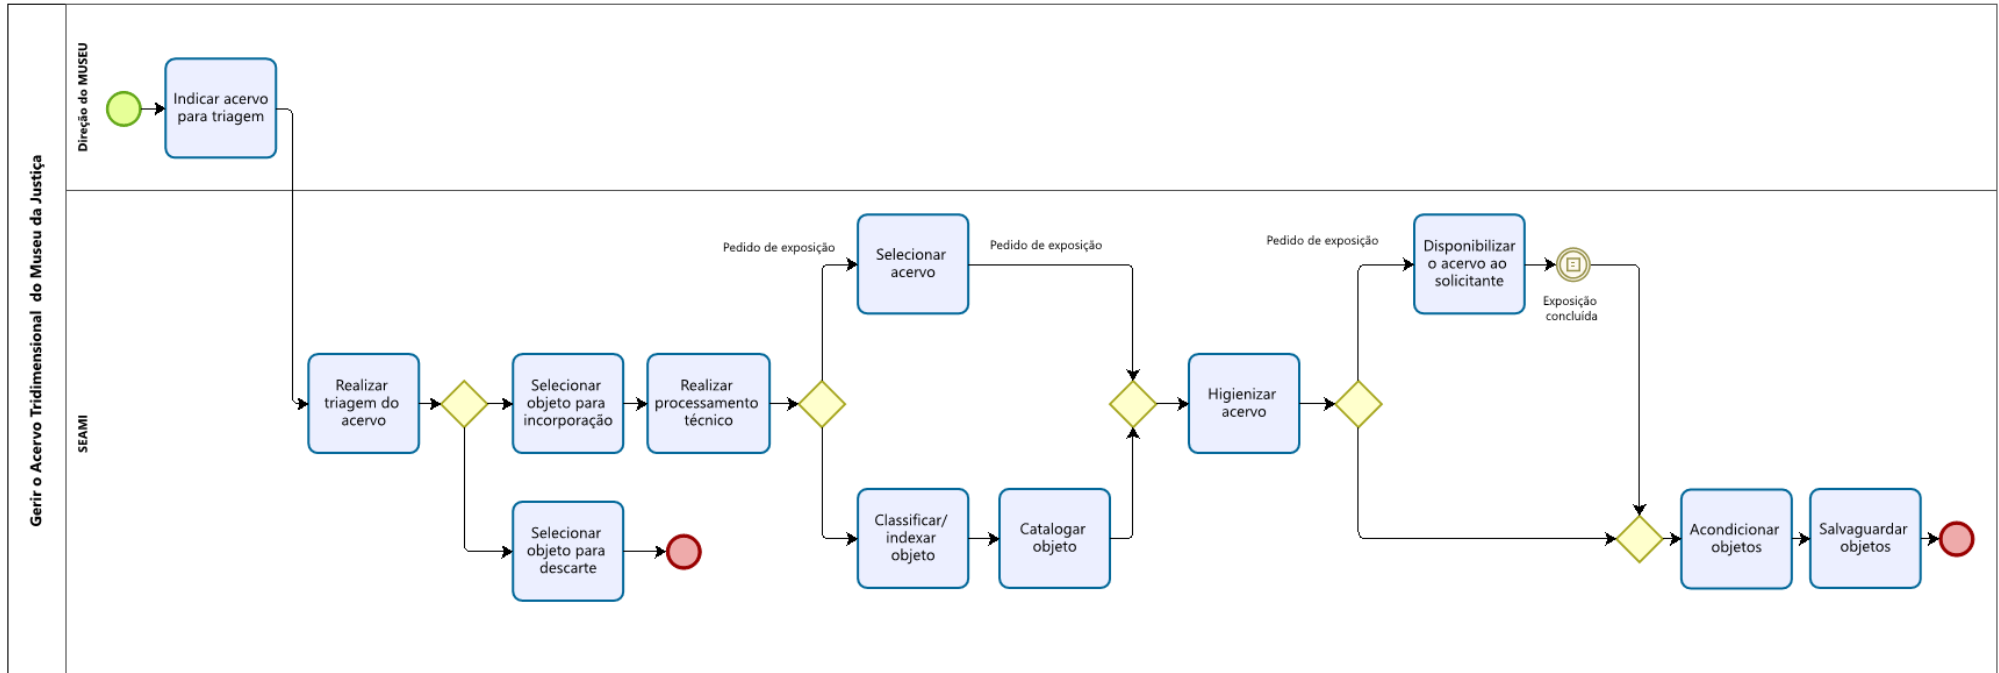 Gerir o Acervo Tridimensional do Museu da Justiça
Direção do MUSEU
Indicar acervo
para triagem
SEAMI
Realizar
triagem do
acervo
Selecionar
objeto para
incorporação
Realizar
processamento
técnico
Selecionar
objeto para
descarte
Pedido de exposição
Selecionar
acervo
Pedido de exposição
Classificar/
indexar
objeto
Catalogar
objeto
Higienizar
acervo
Pedido de exposição
Disponibilizar
o acervo ao
solicitante
Exposição
concluída
Acondicionar
objetos
Salvaguardar
objetos